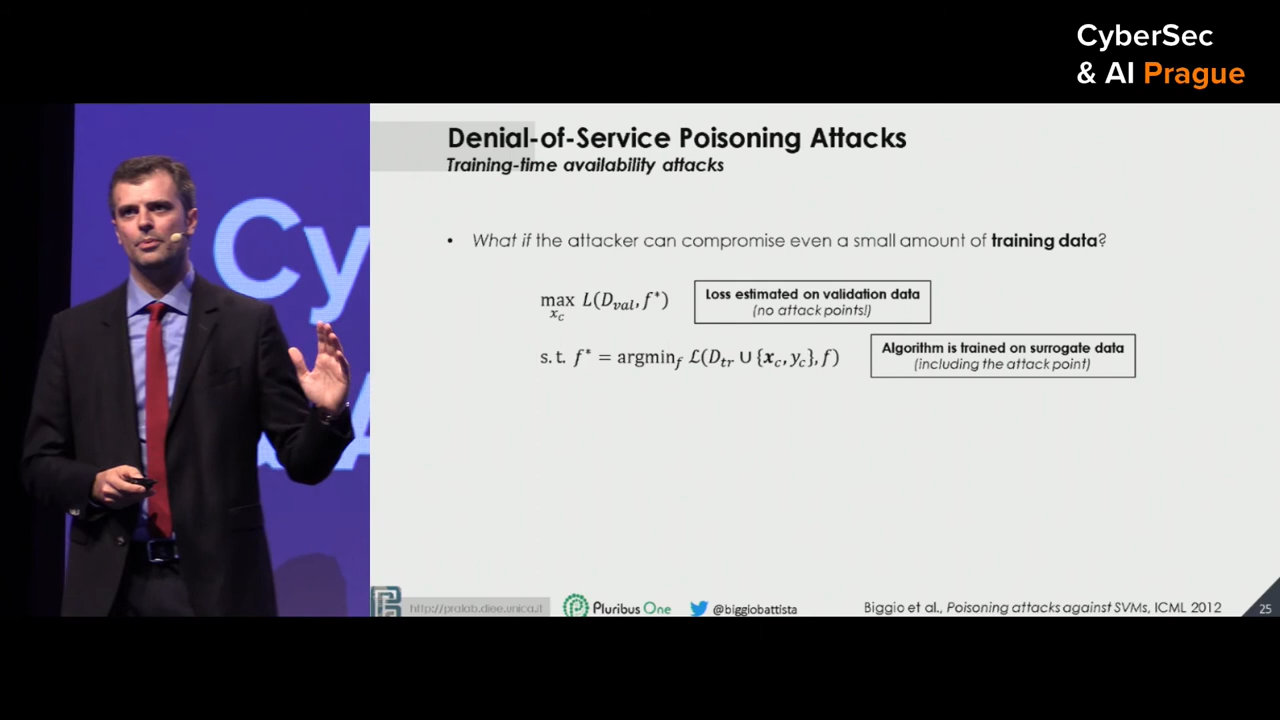 CyberSec
& AI Prague
Cy
Denial-of-Service Poisoning Attacks
Training-time availability attacks
• What if the attacker can compromise even a small amount of training data?
max L(D_val, f*)
x_c
Loss estimated on validation data
(no attack points!)
s.t. f* = argmin_f ℒ(D_tr ∪ {x_c, y_c}, f)
Algorithm is trained on surrogate data
(including the attack point)
http://pralab.diee.unica.it
Pluribus One
@biggiobattista
Biggio et al., Poisoning attacks against SVMs, ICML 2012
25